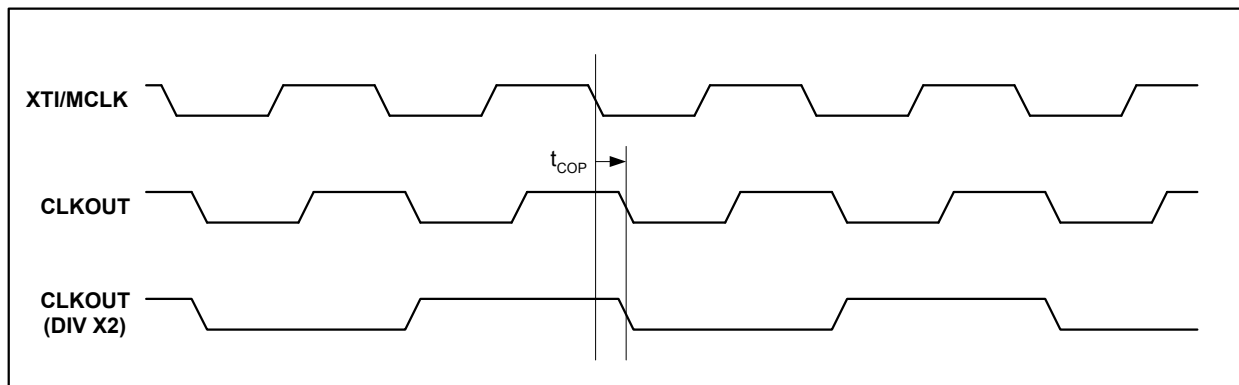 XTI/MCLK
tCOP
CLKOUT
CLKOUT
(DIV X2)